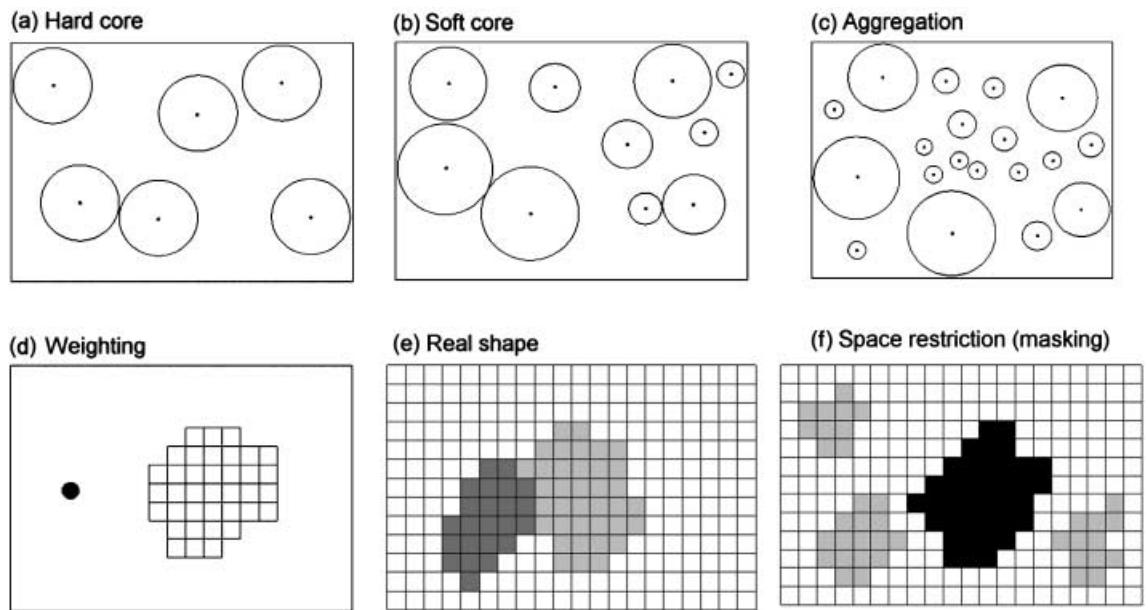 (a) Hard core
(b) Soft core
(c) Aggregation
(d) Weighting
(e) Real shape
(f) Space restriction (masking)